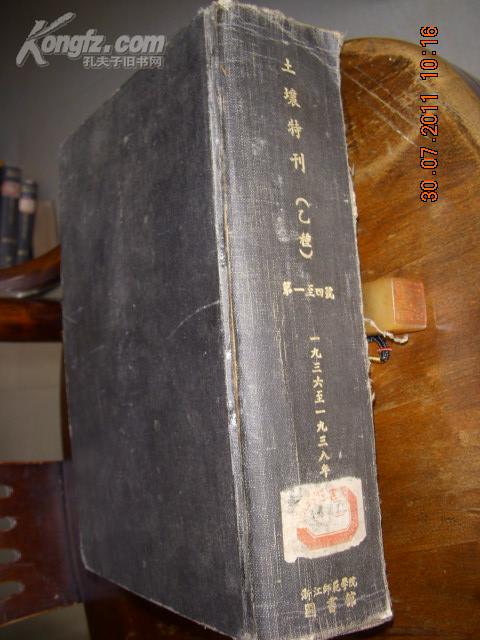 Kongfz.com
孔夫子旧书网
30.07.2011 10:16
土壤特刊
(乙種)
第一至四號
一九三六至一九三八年
浙江師範學院
圖書館